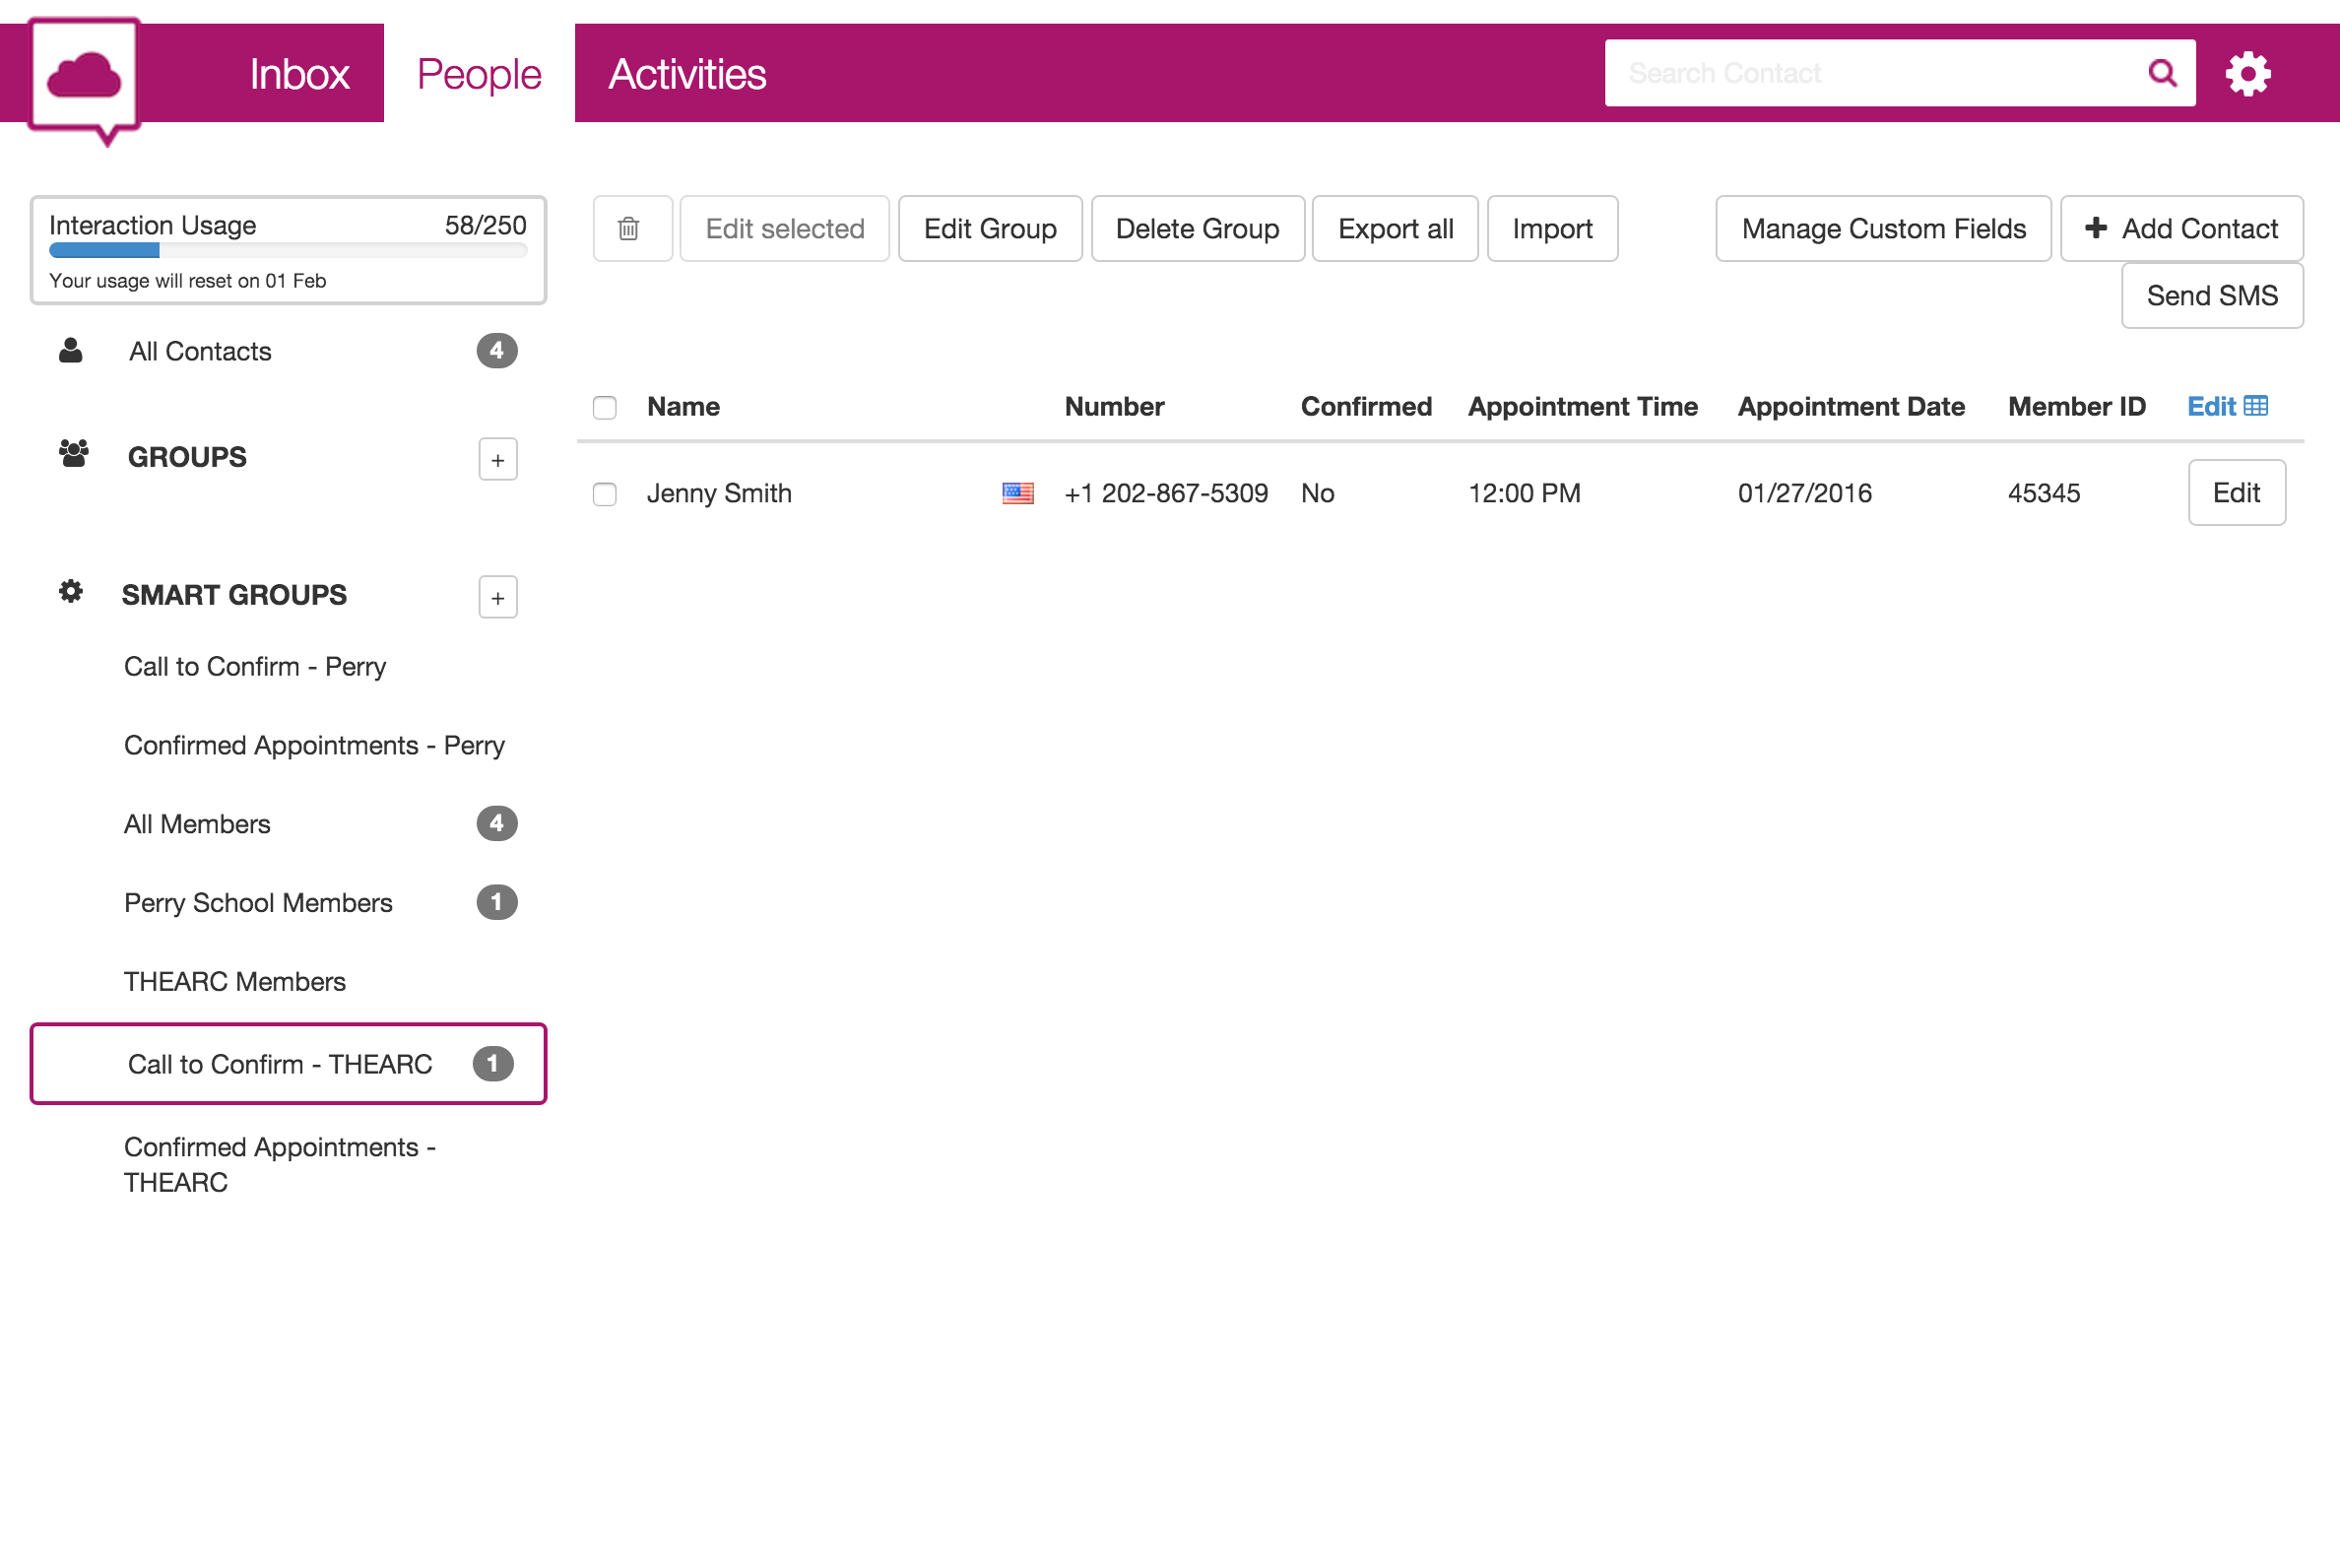 Inbox People Activities Search Contact
Interaction Usage 58/250
Your usage will reset on 01 Feb
Edit selected Edit Group Delete Group Export all Import Manage Custom Fields + Add Contact
Send SMS
All Contacts 4
GROUPS +
SMART GROUPS +
Call to Confirm - Perry
Confirmed Appointments - Perry
All Members 4
Perry School Members 1
THEARC Members
Call to Confirm - THEARC 1
Confirmed Appointments -
THEARC
Name Number Confirmed Appointment Time Appointment Date Member ID Edit
Jenny Smith +1 202-867-5309 No 12:00 PM 01/27/2016 45345 Edit